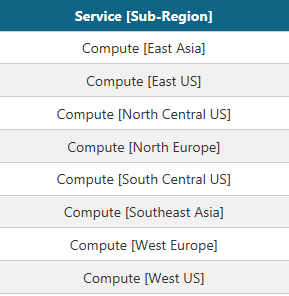 Service [Sub-Region]
Compute [East Asia]
Compute [East US]
Compute [North Central US]
Compute [North Europe]
Compute [South Central US]
Compute [Southeast Asia]
Compute [West Europe]
Compute [West US]